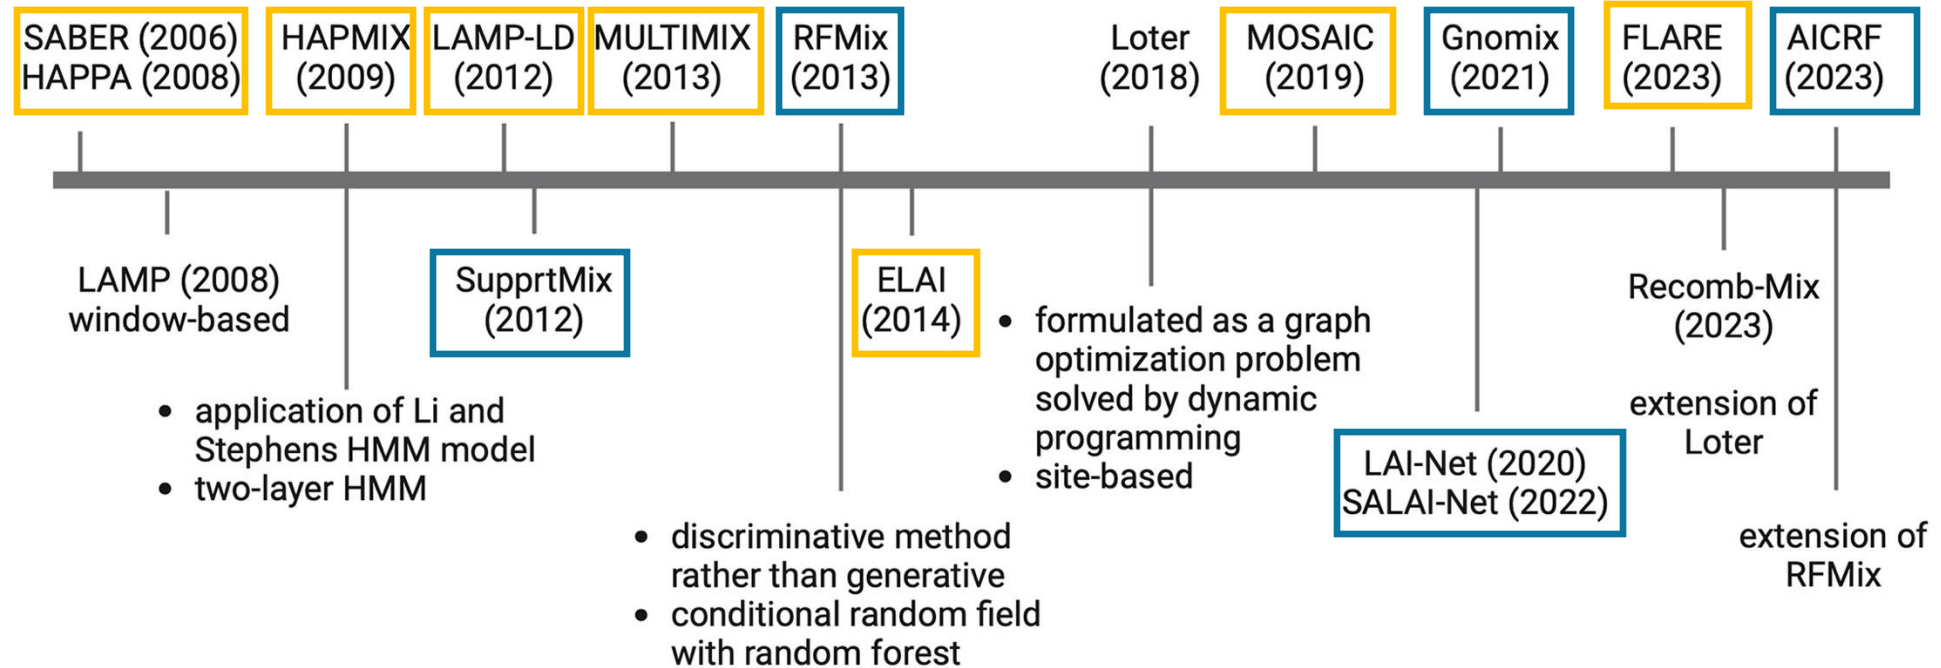 SABER (2006)
HAPPA (2008)
HAPMIX
(2009)
LAMP-LD
(2012)
MULTIMIX
(2013)
RFMix
(2013)
Loter
(2018)
MOSAIC
(2019)
Gnomix
(2021)
FLARE
(2023)
AICRF
(2023)
LAMP (2008)
window-based
SupprtMix
(2012)
ELAI
(2014)
Recomb-Mix
(2023)
extension of
Loter
• application of Li and
Stephens HMM model
• two-layer HMM
• formulated as a graph
optimization problem
solved by dynamic
programming
• site-based
LAI-Net (2020)
SALAI-Net (2022)
• discriminative method
rather than generative
• conditional random field
with random forest
extension of
RFMix